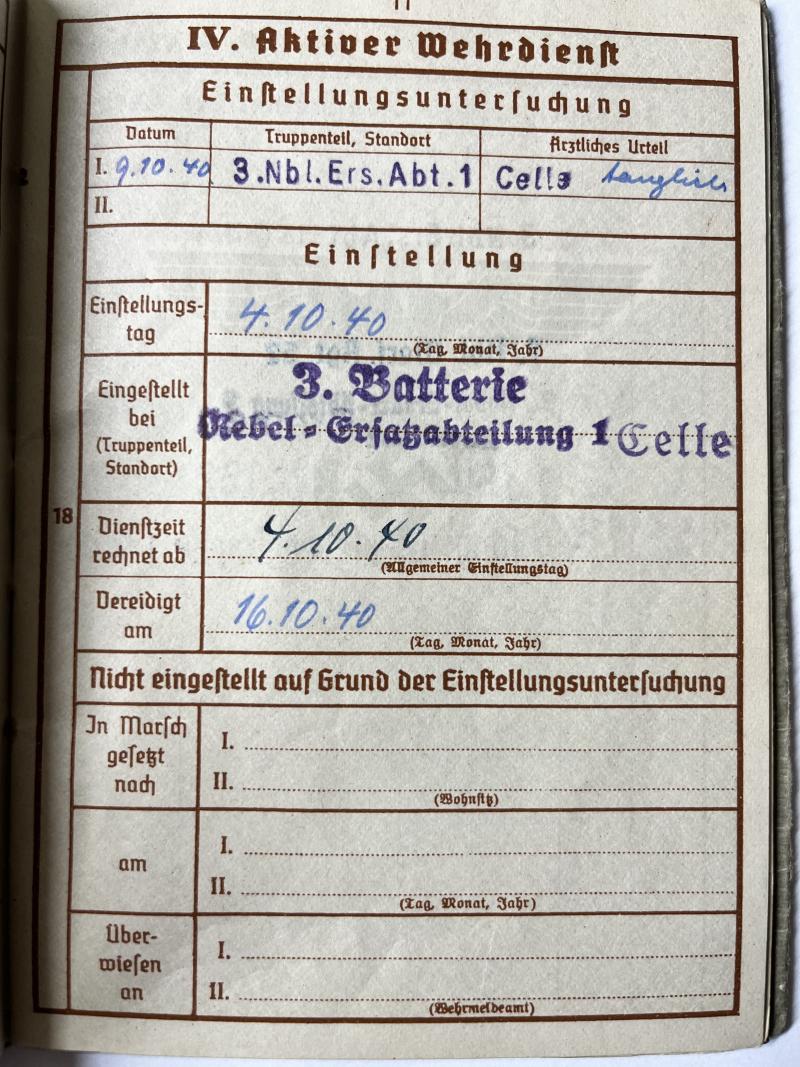 11
IV. Aktiver Wehrdienst
Einstellungsuntersuchung
Datum Truppenteil, Standort Ärztliches Urteil
I. 9.10.40 3.Nbl.Ers.Abt.1 Celle tauglich
II.
Einstellung
Einstellungs-
tag
4.10.40
(Tag, Monat, Jahr)
Eingestellt
bei
(Truppenteil,
Standort)
3. Batterie
Nebel-Ersatzabteilung 1 Celle
18
Dienstzeit
rechnet ab
4.10.40
(Allgemeiner Einstellungstag)
Vereidigt
am
16.10.40
(Tag, Monat, Jahr)
Nicht eingestellt auf Grund der Einstellungsuntersuchung
In Marsch
gesetzt
nach
I.
II.
(Wohnsitz)
am
I.
II.
(Tag, Monat, Jahr)
Über-
wiesen
an
I.
II.
(Wehrmeldeamt)